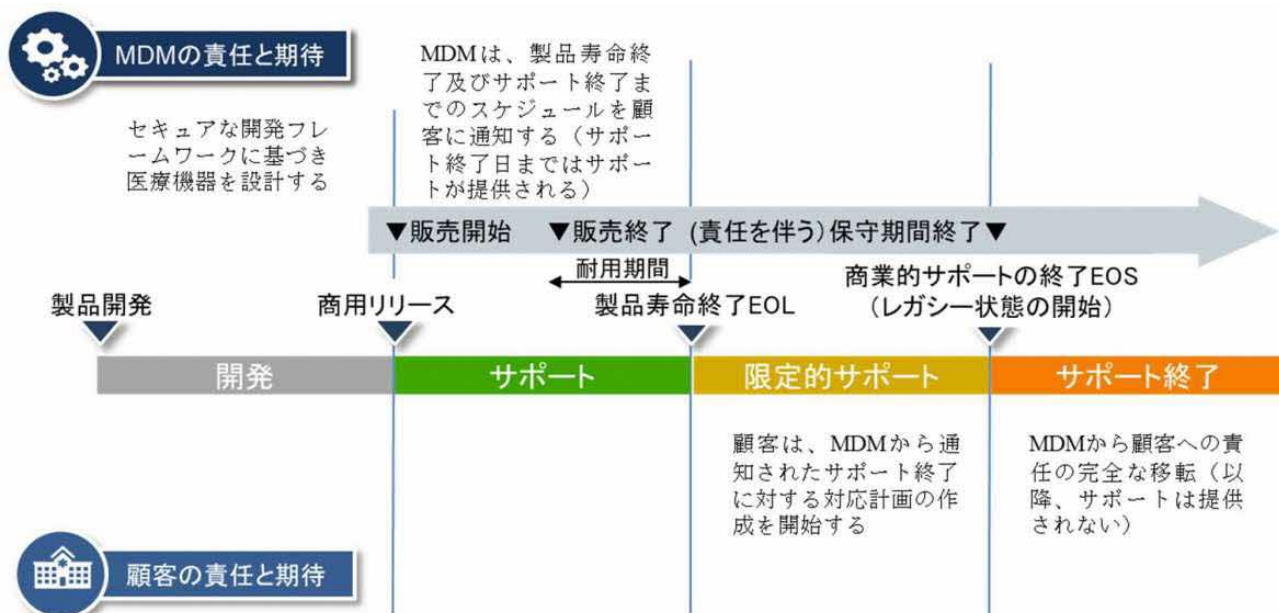 MDMの責任と期待
セキュアな開発フレ
ームワークに基づき
医療機器を設計する
MDMは、製品寿命終
了及びサポート終了ま
でのスケジュールを顧
客に通知する（サポー
ト終了日まではサポー
トが提供される）
▼販売開始 ▼販売終了 (責任を伴う)保守期間終了▼
耐用期間
製品開発
商用リリース
製品寿命終了EOL
商業的サポートの終了EOS
（レガシー状態の開始）
開発 サポート 限定的サポート サポート終了
顧客は、MDMから通
知されたサポート終了
に対する対応計画の作
成を開始する
MDMから顧客への責
任の完全な移転（以
降、サポートは提供
されない）
顧客の責任と期待